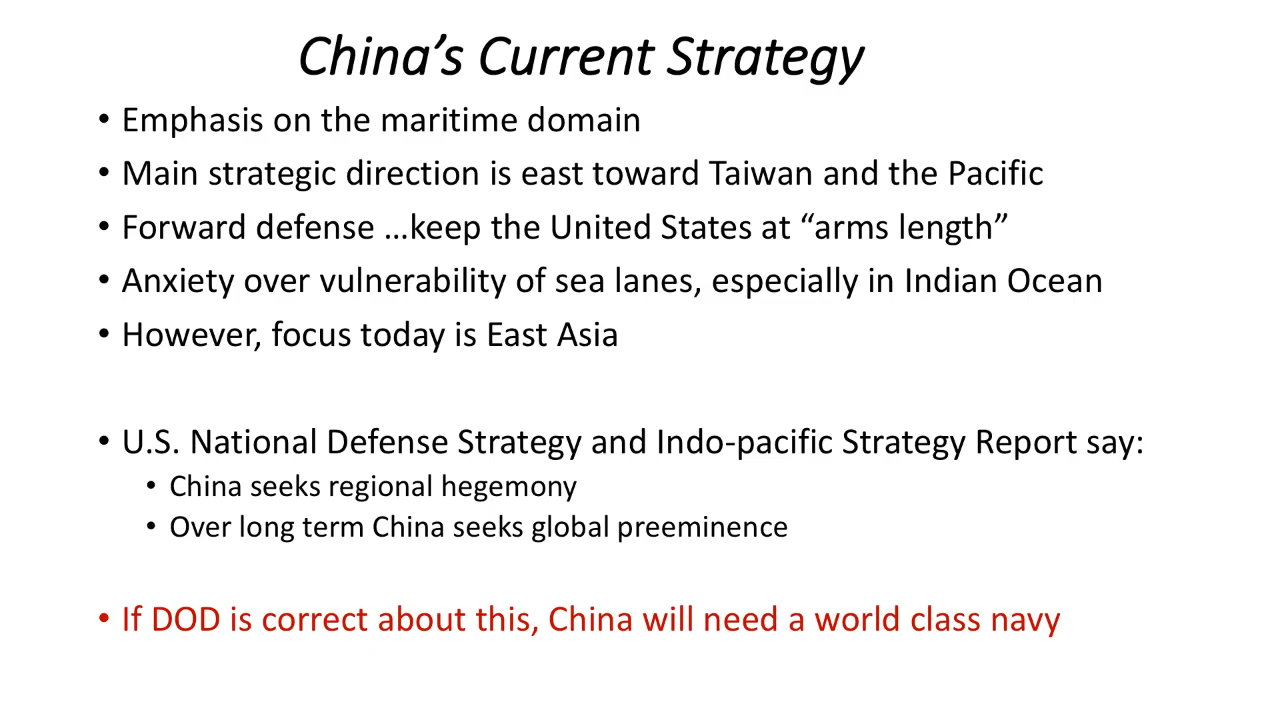 China’s Current Strategy
• Emphasis on the maritime domain
• Main strategic direction is east toward Taiwan and the Pacific
• Forward defense …keep the United States at “arms length”
• Anxiety over vulnerability of sea lanes, especially in Indian Ocean
• However, focus today is East Asia
• U.S. National Defense Strategy and Indo-pacific Strategy Report say:
• China seeks regional hegemony
• Over long term China seeks global preeminence
• If DOD is correct about this, China will need a world class navy